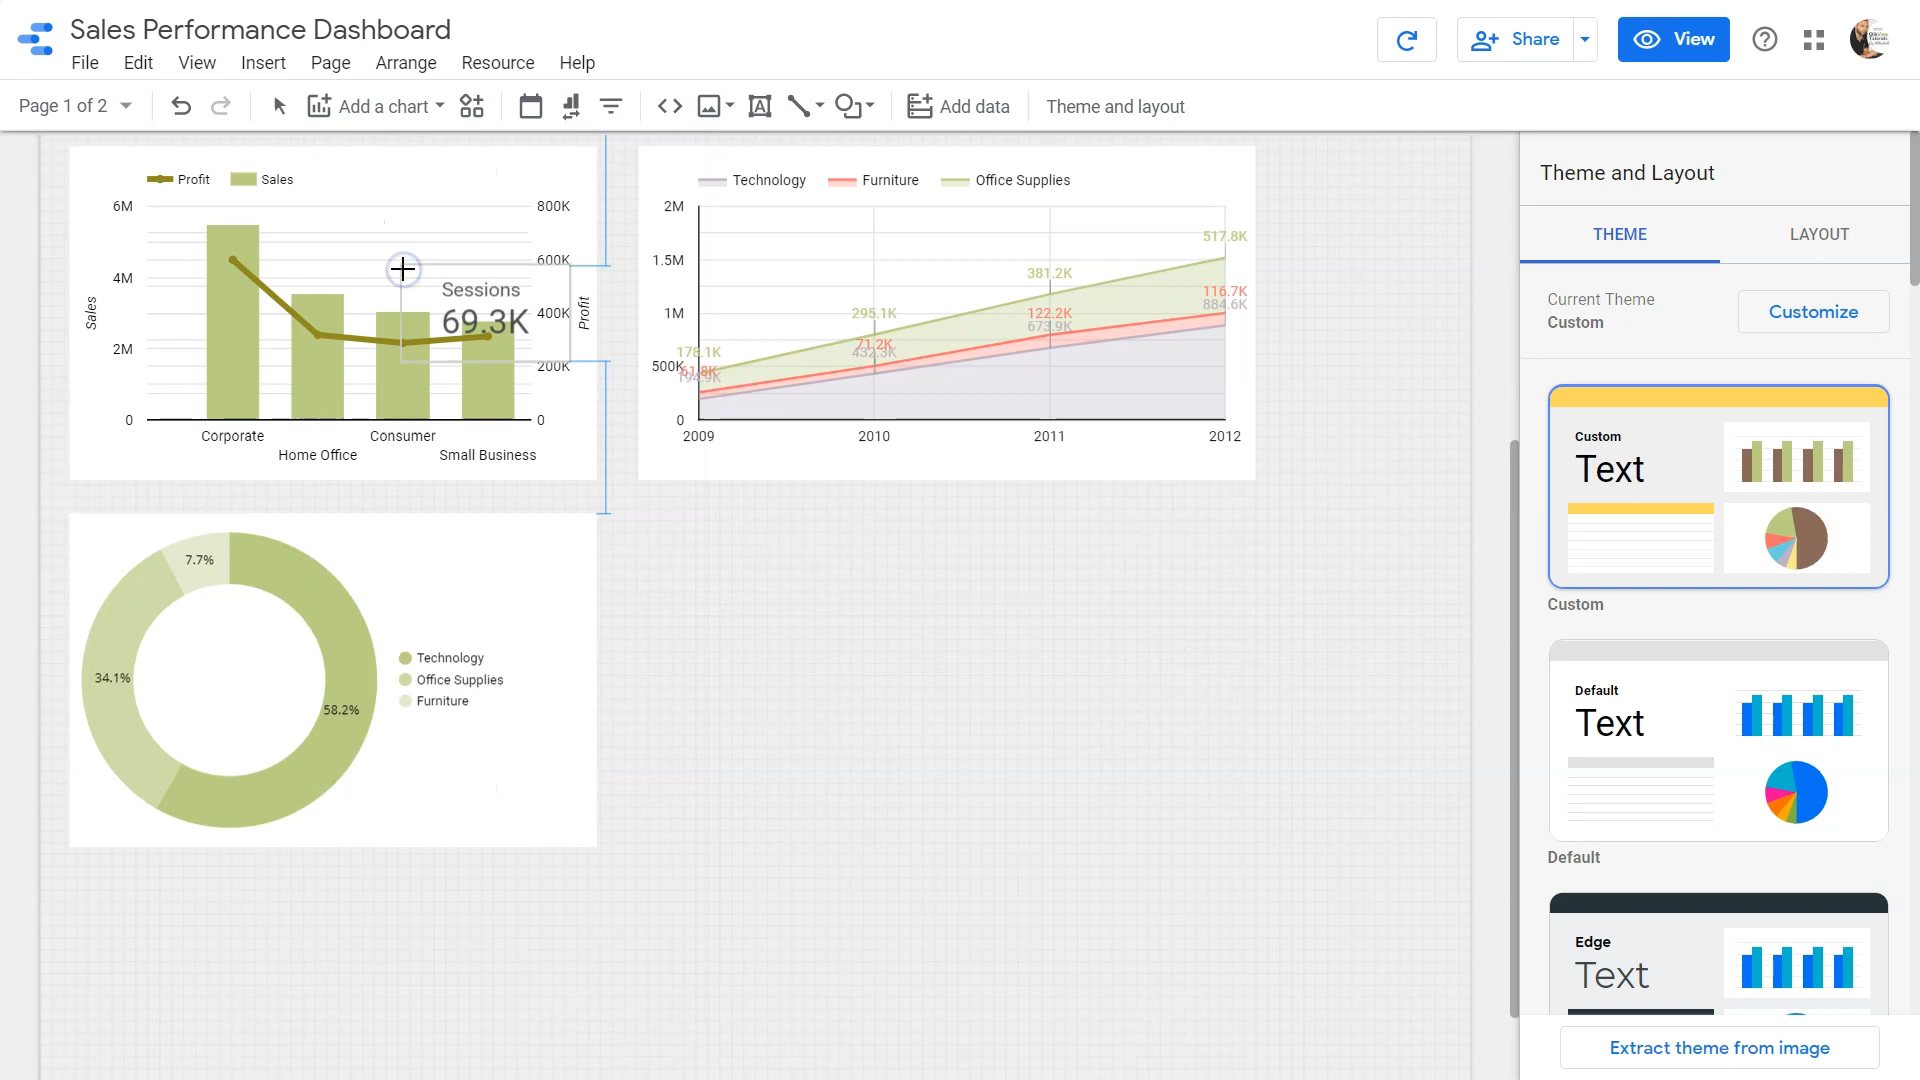 Sales Performance Dashboard
File Edit View Insert Page Arrange Resource Help
Share
View
Page 1 of 2
Add a chart
Add data
Theme and layout
Profit Sales
6M 800K
600K
4M
400K
2M
200K
0 0
Sales
Profit
Corporate Consumer
Home Office Small Business
Sessions
69.3K
Technology Furniture Office Supplies
2M
1.5M
1M
500K
0
178.1K
61.8K
194.9K
295.1K
71.2K
432.3K
381.2K
122.2K
673.9K
517.8K
116.7K
884.6K
2009 2010 2011 2012
7.7%
34.1%
58.2%
Technology
Office Supplies
Furniture
Theme and Layout
THEME LAYOUT
Current Theme
Custom
Customize
Custom
Text
Custom
Default
Text
Default
Edge
Text
Extract theme from image